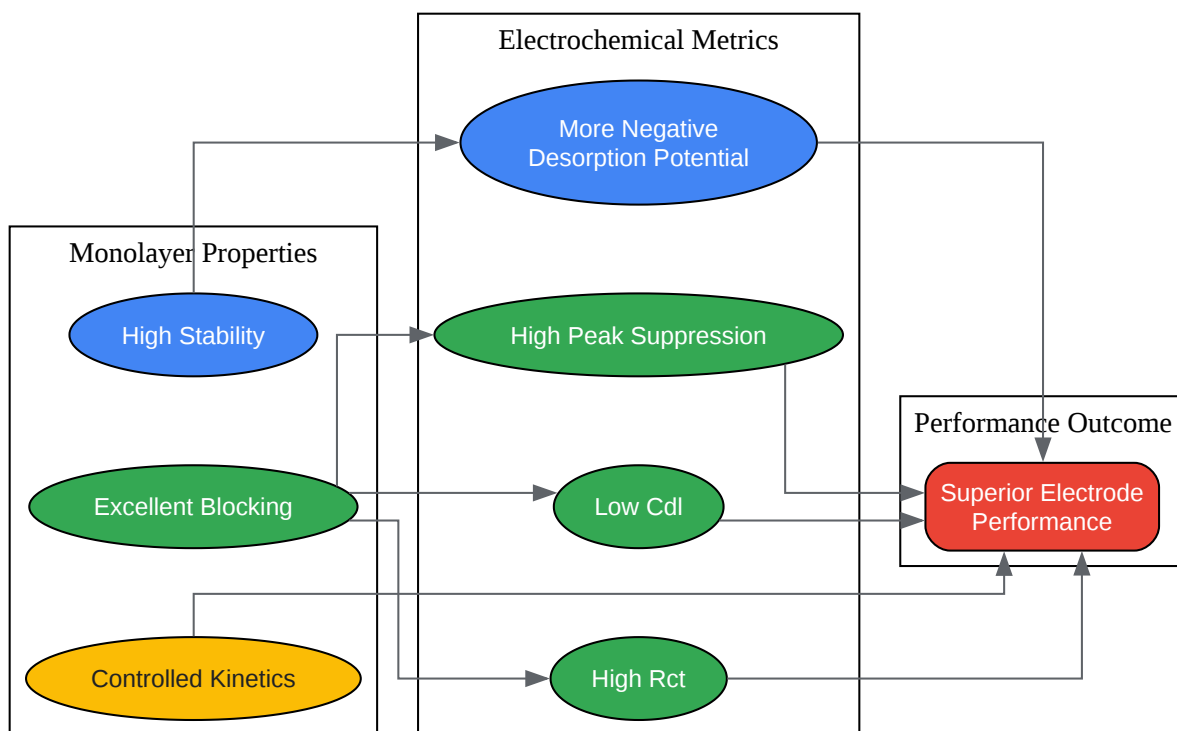 Electrochemical Metrics
More Negative
Desorption Potential
Monolayer Properties
High Stability
High Peak Suppression
Performance Outcome
Excellent Blocking
Low Cdl
Superior Electrode
Performance
Controlled Kinetics
High Rct